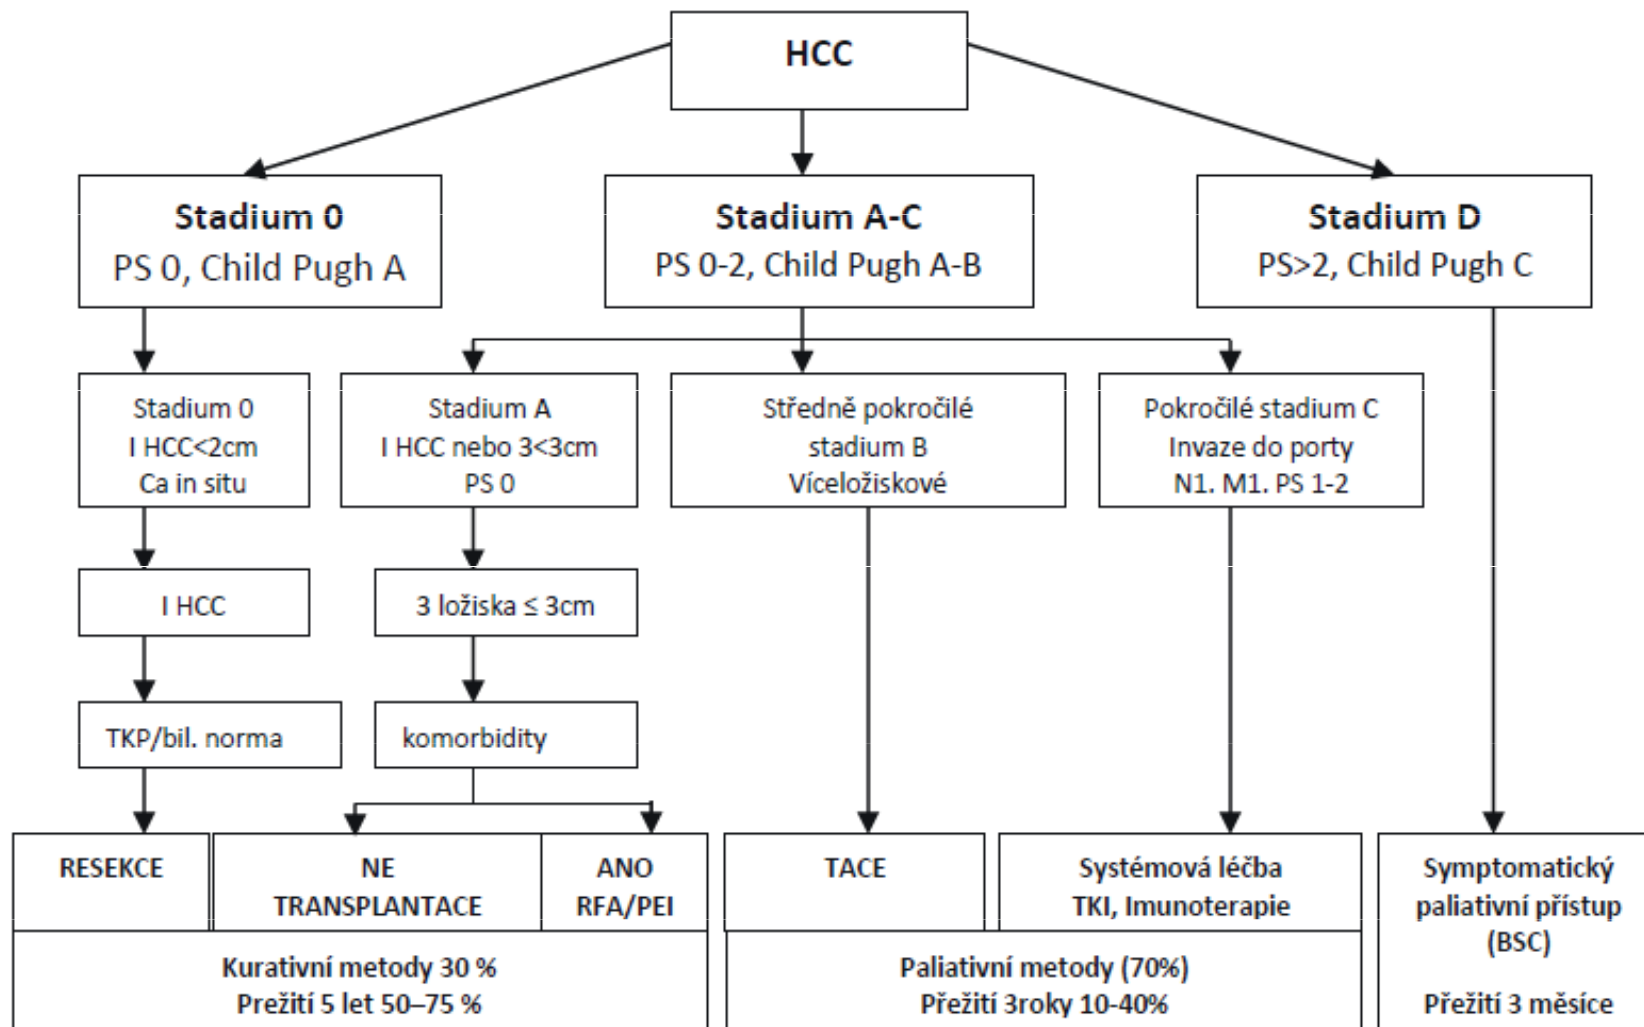 HCC
Stadium 0
PS 0, Child Pugh A
Stadium A-C
PS 0-2, Child Pugh A-B
Stadium D
PS>2, Child Pugh C
Stadium 0
I HCC<2cm
Ca in situ
Stadium A
I HCC nebo 3<3cm
PS 0
Středně pokročilé
stadium B
Víceložiskové
Pokročilé stadium C
Invaze do porty
N1. M1. PS 1-2
I HCC
3 ložiska ≤ 3cm
TKP/bil. norma
komorbidity
RESEKCE
NE
TRANSPLANTACE
ANO
RFA/PEI
TACE
Systémová léčba
TKI, Imunoterapie
Symptomatický
paliativní přístup
(BSC)
Přežití 3 měsíce
Kurativní metody 30 %
Prežití 5 let 50–75 %
Paliativní metody (70%)
Přežití 3roky 10-40%